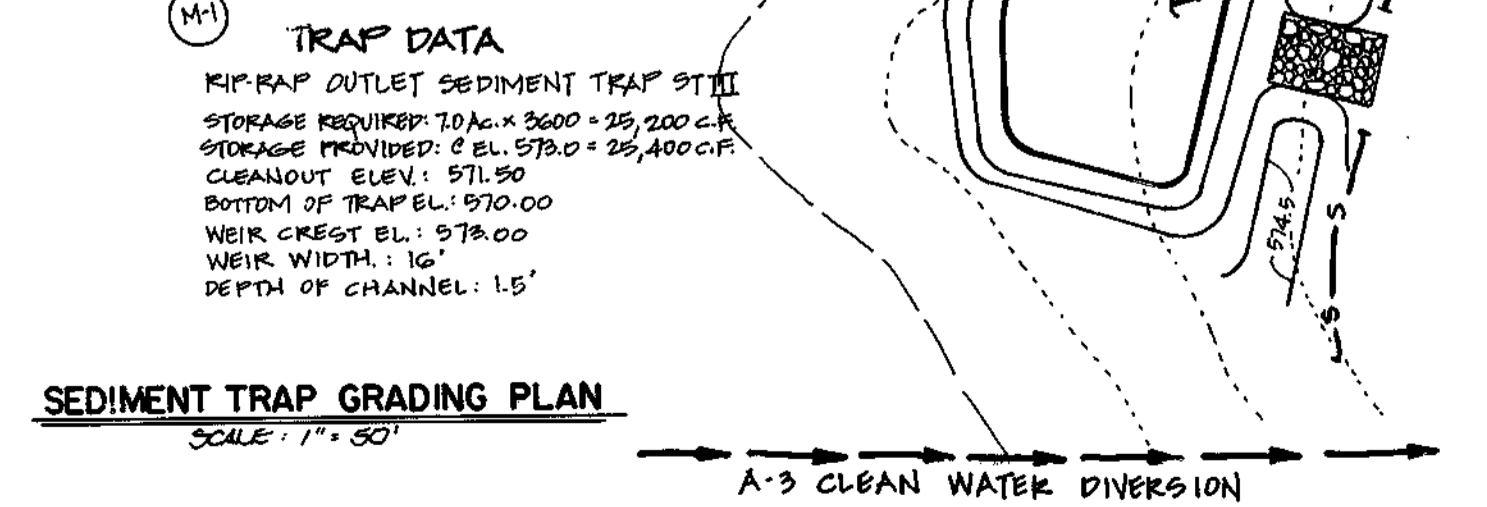 M-1
TRAP DATA
RIP-RAP OUTLET SEDIMENT TRAP ST III
STORAGE REQUIRED: 7.0 AC. x 3600 = 25,200 C.F.
STORAGE PROVIDED: @ EL. 573.0 = 25,400 C.F.
CLEANOUT ELEV.: 571.50
BOTTOM OF TRAP EL.: 570.00
WEIR CREST EL.: 573.00
WEIR WIDTH.: 16'
DEPTH OF CHANNEL: 1.5'
574.5
S
S
SEDIMENT TRAP GRADING PLAN
SCALE: 1" = 50'
A-3 CLEAN WATER DIVERSION